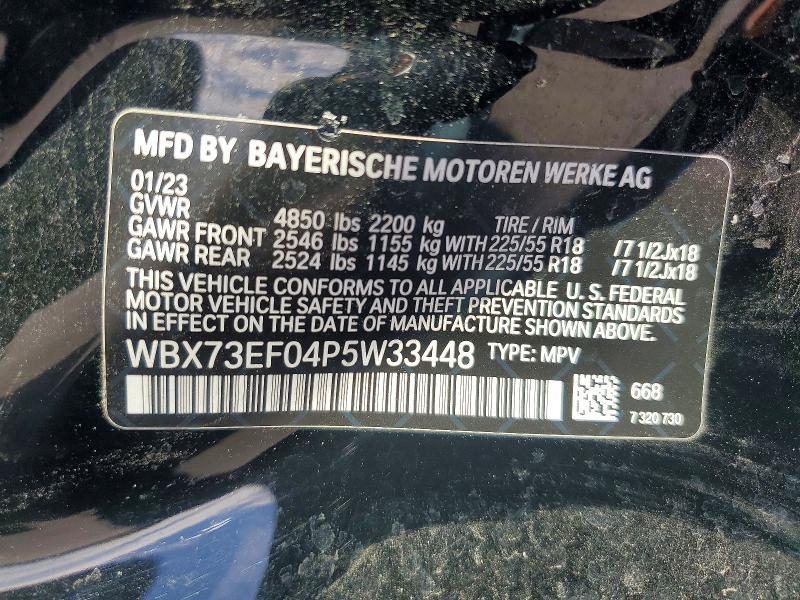 MFD BY BAYERISCHE MOTOREN WERKE AG
01/23
GVWR 4850 lbs 2200 kg TIRE / RIM
GAWR FRONT 2546 lbs 1155 kg WITH 225/55 R18 /7 1/2Jx18
GAWR REAR 2524 lbs 1145 kg WITH 225/55 R18 /7 1/2Jx18
THIS VEHICLE CONFORMS TO ALL APPLICABLE U. S. FEDERAL
MOTOR VEHICLE SAFETY AND THEFT PREVENTION STANDARDS
IN EFFECT ON THE DATE OF MANUFACTURE SHOWN ABOVE.
WBX73EF04P5W33448 TYPE: MPV
668
7 320 730